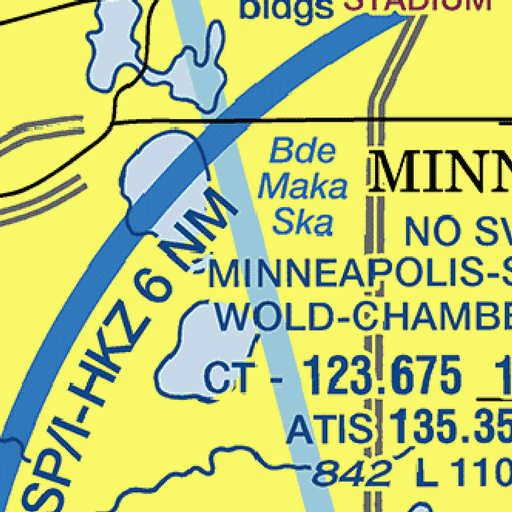 bldgs STADIUM
Bde
Maka
Ska
MINN
NO SV
MINNEAPOLIS-S
WOLD-CHAMBE
CT - 123.675 1
ATIS 135.35
842 L 110
SP/I-HKZ 6 NM